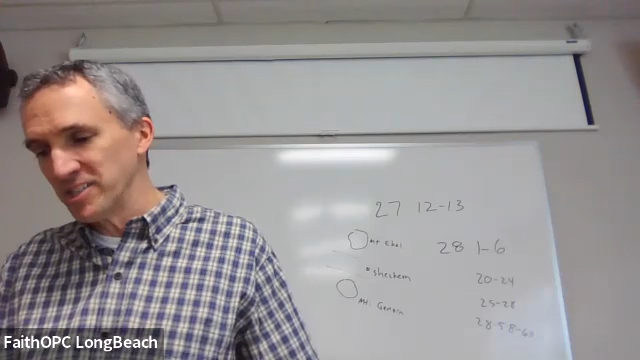 27 12-13
Mt Ebal
28 1-6
* Shechem
20-24
25-28
Mt.
28 58-60
FaithOPC LongBeach